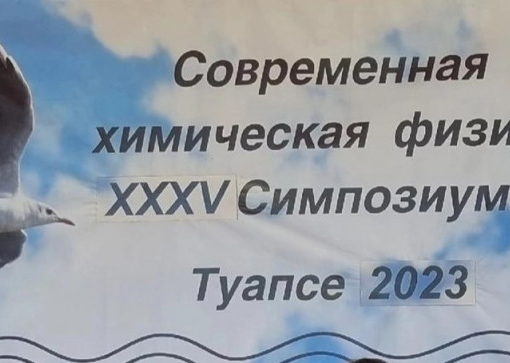 Современная
химическая физи
XXXV Симпозиум
Туапсе 2023